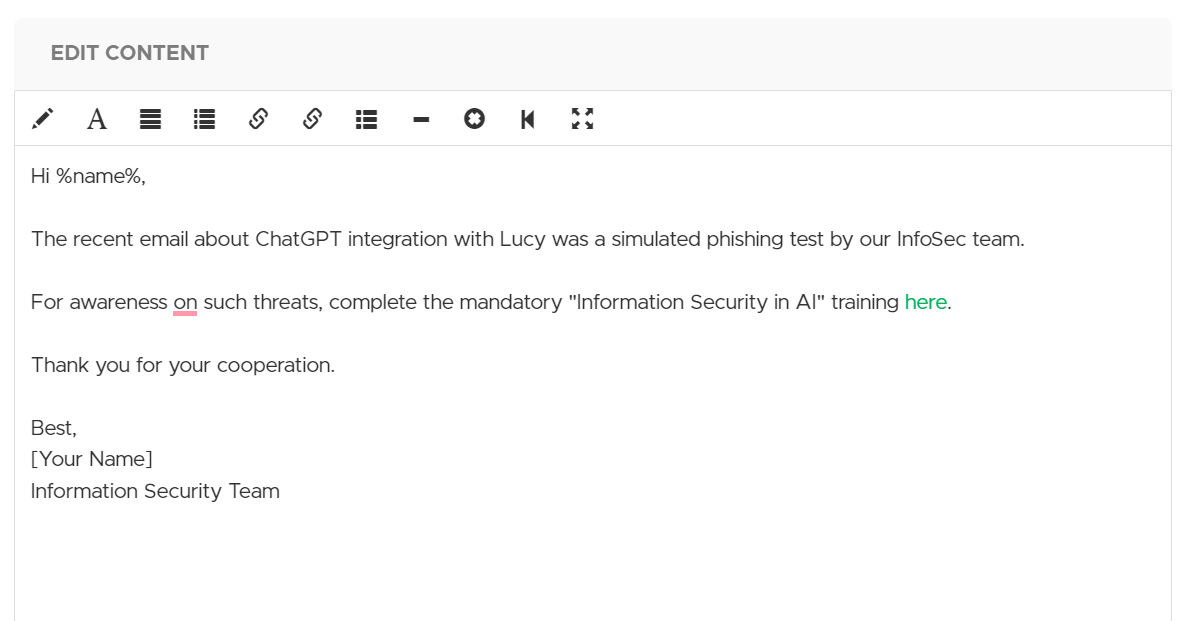 EDIT CONTENT
A
Hi %name%,
The recent email about ChatGPT integration with Lucy was a simulated phishing test by our InfoSec team.
For awareness on such threats, complete the mandatory "Information Security in AI" training here.
Thank you for your cooperation.
Best,
[Your Name]
Information Security Team